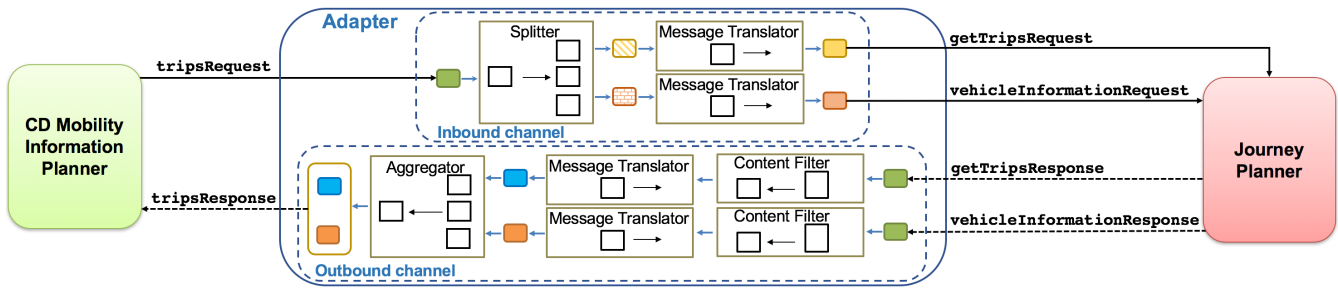 Adapter
Splitter
Message Translator
getTripsRequest
tripsRequest
Message Translator
vehicleInformationRequest
Inbound channel
CD Mobility
Information
Planner
Journey
Planner
Aggregator
Message Translator
Content Filter
getTripsResponse
tripsResponse
Message Translator
Content Filter
vehicleInformationResponse
Outbound channel